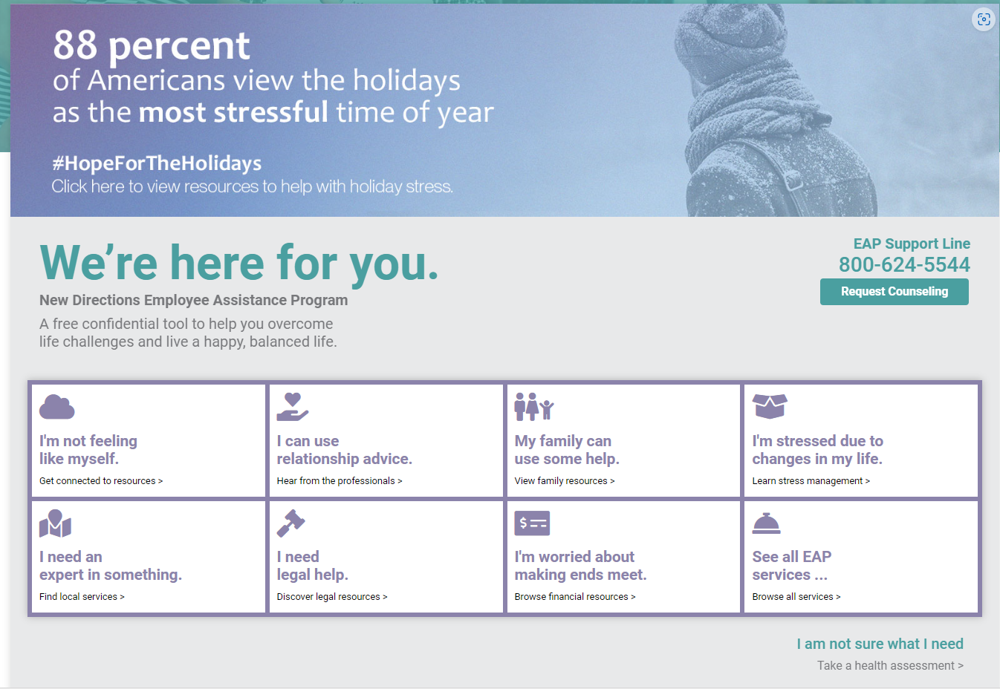 88 percent
of Americans view the holidays
as the most stressful time of year
#HopeForTheHolidays
Click here to view resources to help with holiday stress.
We’re here for you.
New Directions Employee Assistance Program
A free confidential tool to help you overcome
life challenges and live a happy, balanced life.
EAP Support Line
800-624-5544
Request Counseling
I'm not feeling
like myself.
Get connected to resources >
I can use
relationship advice.
Hear from the professionals >
My family can
use some help.
View family resources >
I'm stressed due to
changes in my life.
Learn stress management >
I need an
expert in something.
Find local services >
I need
legal help.
Discover legal resources >
$
I'm worried about
making ends meet.
Browse financial resources >
See all EAP
services ...
Browse all services >
I am not sure what I need
Take a health assessment >